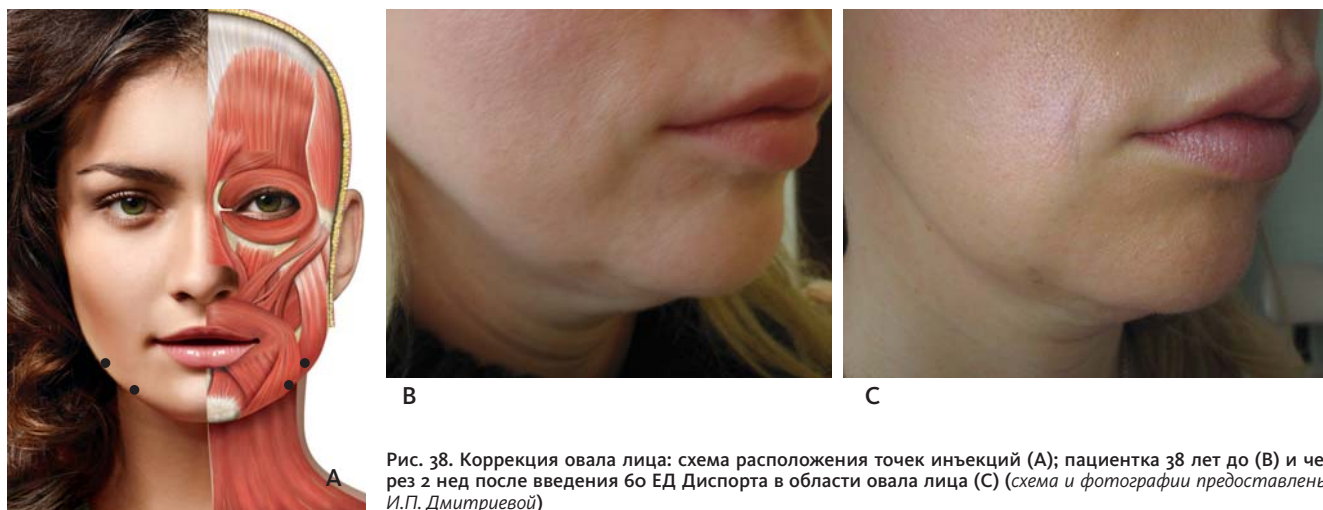 A
B
C
Рис. 38. Коррекция овала лица: схема расположения точек инъекций (А); пациентка 38 лет до (В) и че-
рез 2 нед после введения 60 ЕД Диспорта в области овала лица (С) (схема и фотографии предоставлень
И.П. Дмитриевой)